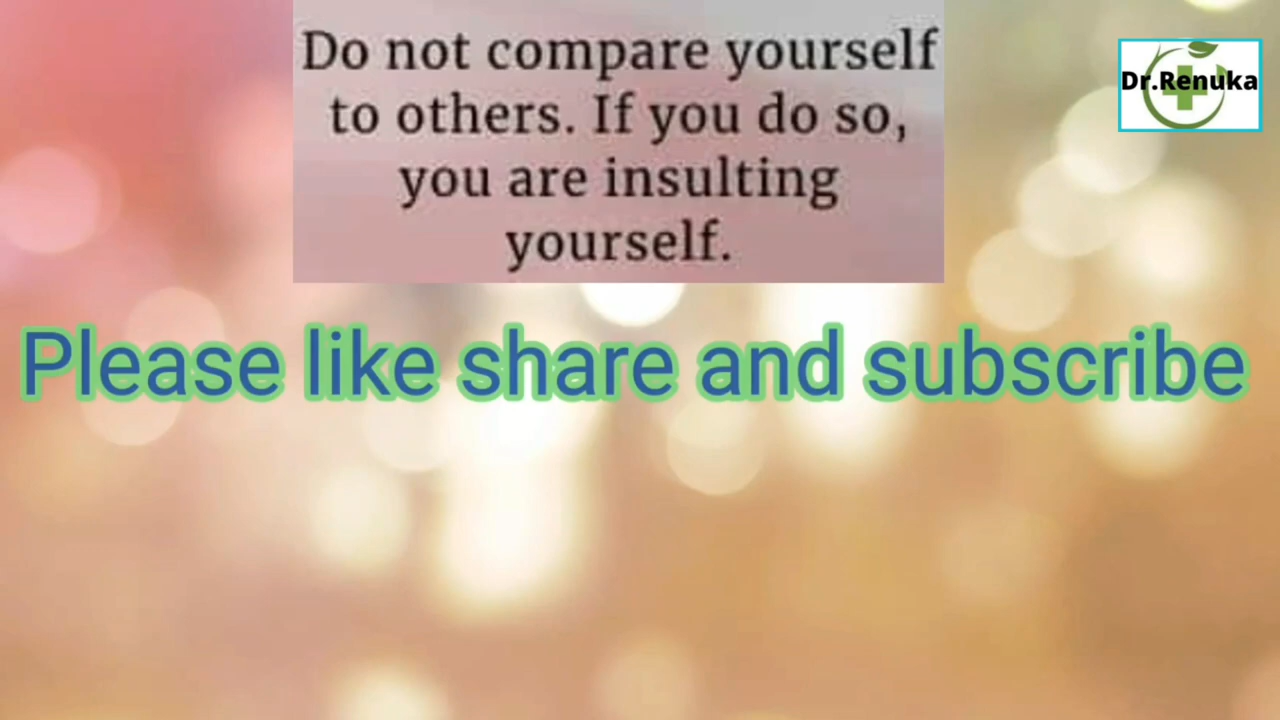 Do not compare yourself
to others. If you do so,
you are insulting
yourself.
Dr.Renuka
Please like share and subscribe